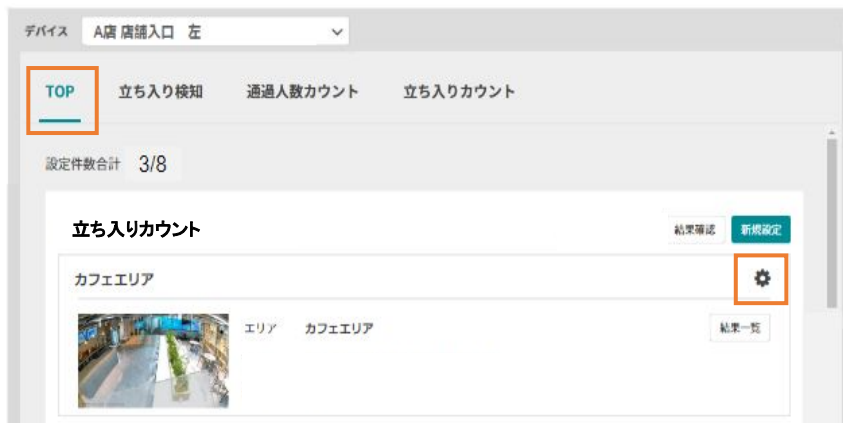 デバイス A店 店舗入口 左
TOP 立ち入り検知 通過人数カウント 立ち入りカウント
設定件数合計 3/8
立ち入りカウント 結果確認 新規設定
カフェエリア
エリア カフェエリア 結果一覧